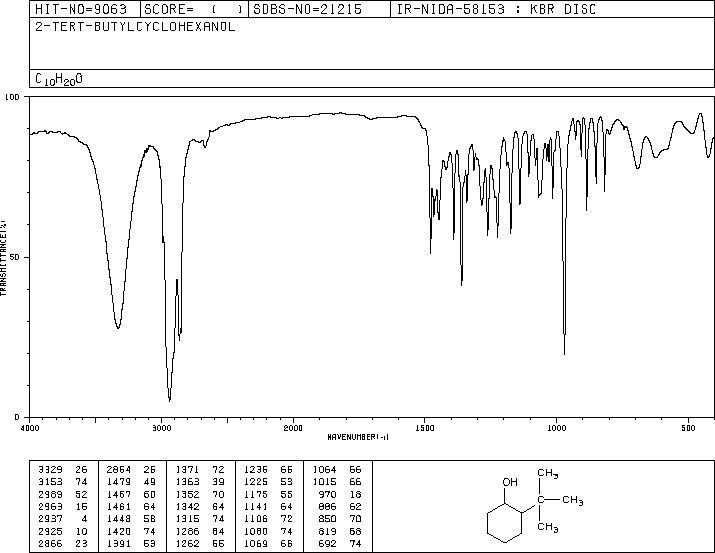 HIT-NO=9063 SCORE= ( ) SDBS-NO=21215 IR-NIDA-58153 : KBR DISC
2-TERT-BUTYLCYCLOHEXANOL
C10H20O
100
50
0
TRANSMITTANCE(%)
4000 3000 2000 1500 1000 500
WAVENUMBER(-1)
3329 26 2864 26 1371 72 1236 66 1064 66
3153 74 1479 49 1363 39 1225 53 1015 66
2989 52 1467 60 1352 70 1175 55 970 18
2963 16 1461 64 1342 64 1141 64 886 62
2937 4 1448 58 1315 74 1106 72 850 70
2925 10 1420 74 1286 84 1080 74 819 68
2866 23 1391 53 1262 55 1069 66 692 74
OH
CH3
CH3
CH3